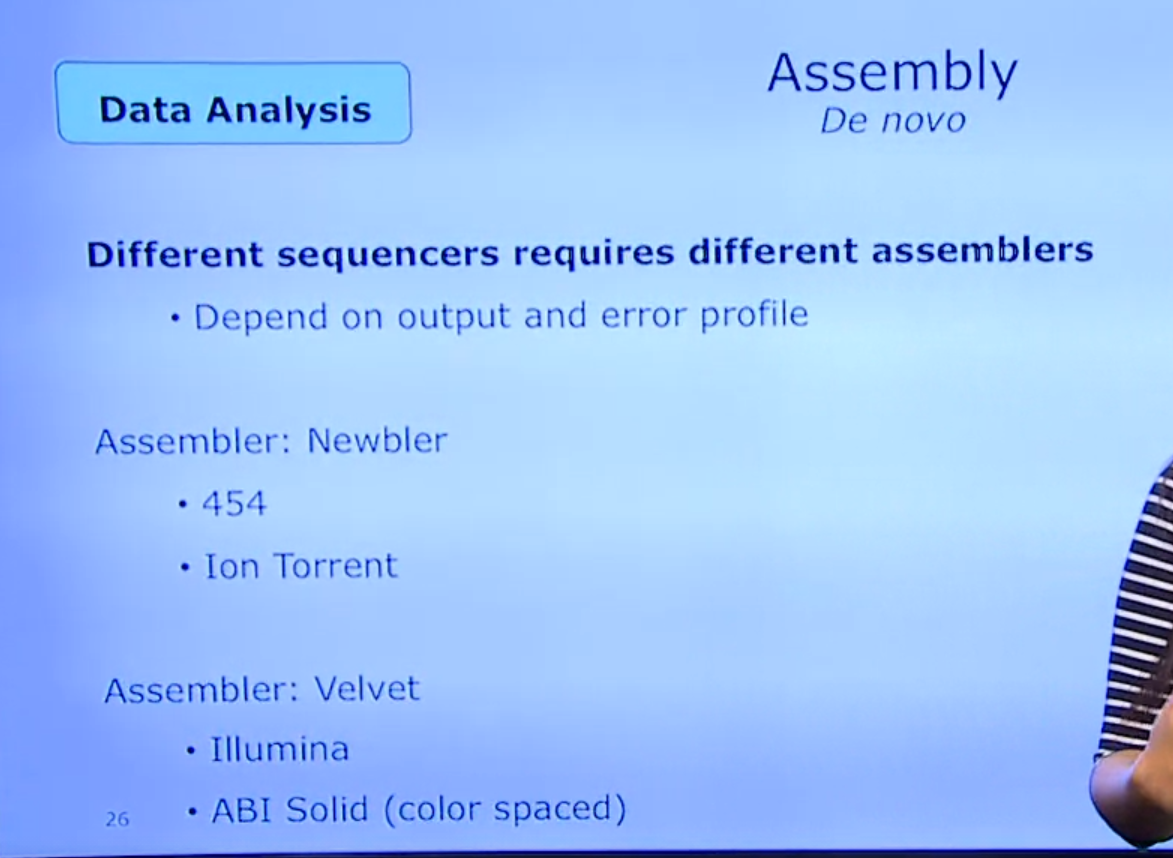 Data Analysis
Assembly
De novo
Different sequencers requires different assemblers
• Depend on output and error profile
Assembler: Newbler
• 454
• Ion Torrent
Assembler: Velvet
• Illumina
• ABI Solid (color spaced)
26